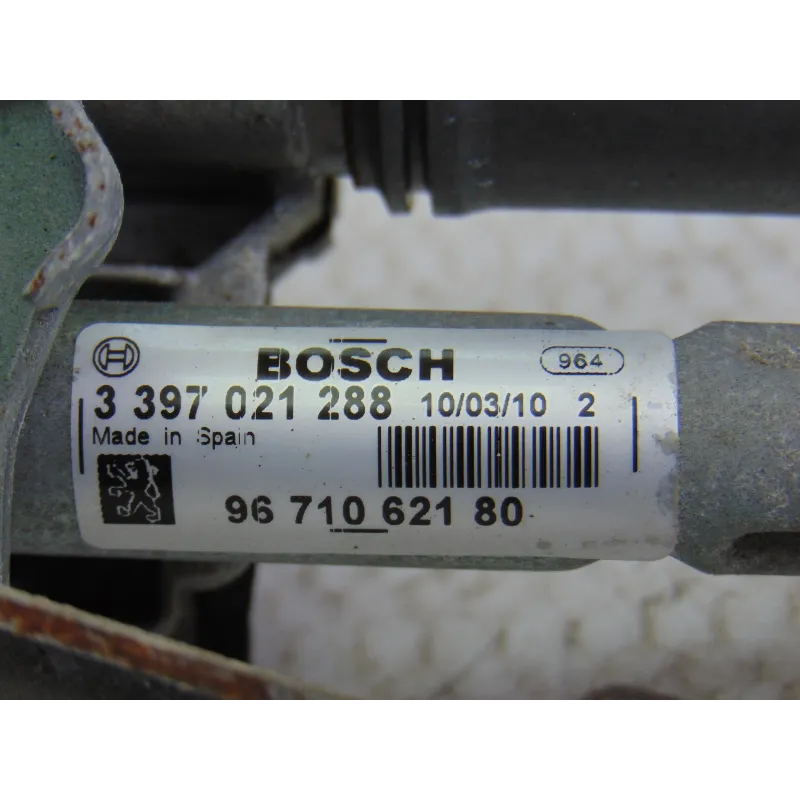 BOSCH 964
3 397 021 288 10/03/10 2
Made in Spain
96 710 621 80